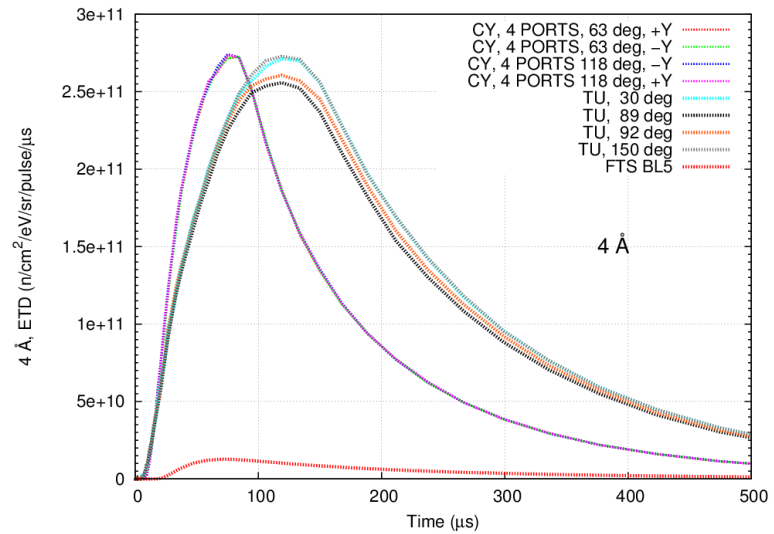 3e+11
2.5e+11
2e+11
1.5e+11
1e+11
5e+10
0
0
100
200
300
400
500
Time (μs)
4 Å, ETD (n/cm²/eV/sr/pulse/μs
CY, 4 PORTS, 63 deg, +Y
CY, 4 PORTS, 63 deg, −Y
CY, 4 PORTS 118 deg, −Y
CY, 4 PORTS 118 deg, +Y
TU, 30 deg
TU, 89 deg
TU, 92 deg
TU, 150 deg
FTS BL5
4 Å